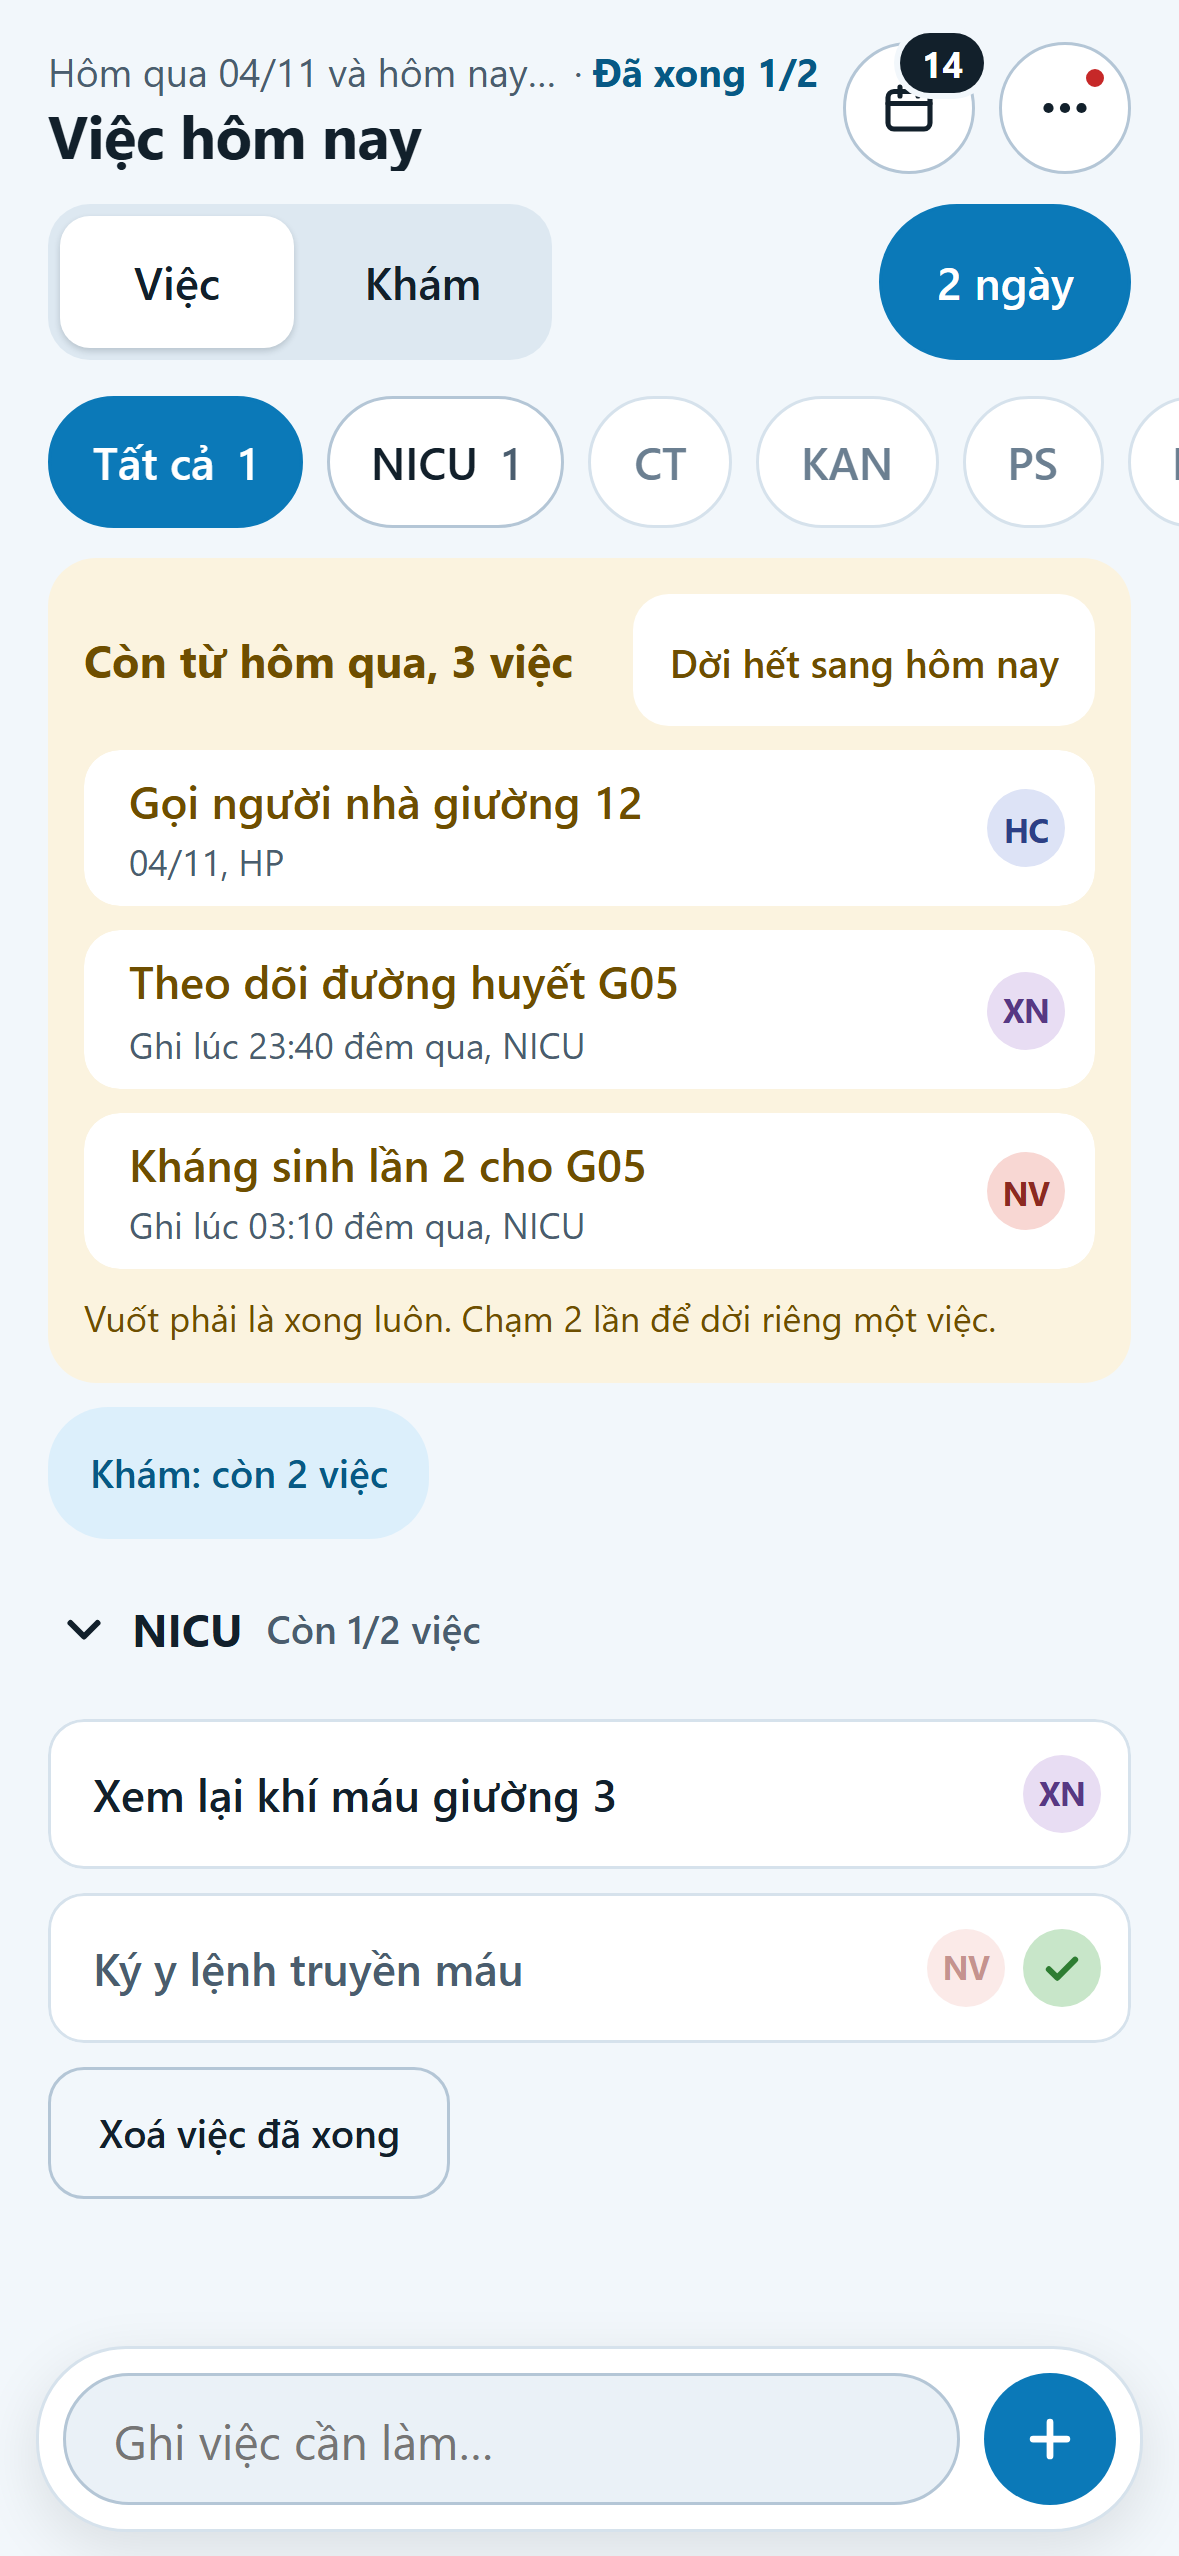 Hôm qua 04/11 và hôm nay... · Đã xong 1/2
14
Việc hôm nay
Việc
Khám
2 ngày
Tất cả 1
NICU 1
CT
KAN
PS
Còn từ hôm qua, 3 việc
Dời hết sang hôm nay
Gọi người nhà giường 12
HC
04/11, HP
Theo dõi đường huyết G05
XN
Ghi lúc 23:40 đêm qua, NICU
Kháng sinh lần 2 cho G05
NV
Ghi lúc 03:10 đêm qua, NICU
Vuốt phải là xong luôn. Chạm 2 lần để dời riêng một việc.
Khám: còn 2 việc
NICU Còn 1/2 việc
Xem lại khí máu giường 3
XN
Ký y lệnh truyền máu
NV
Xoá việc đã xong
Ghi việc cần làm...